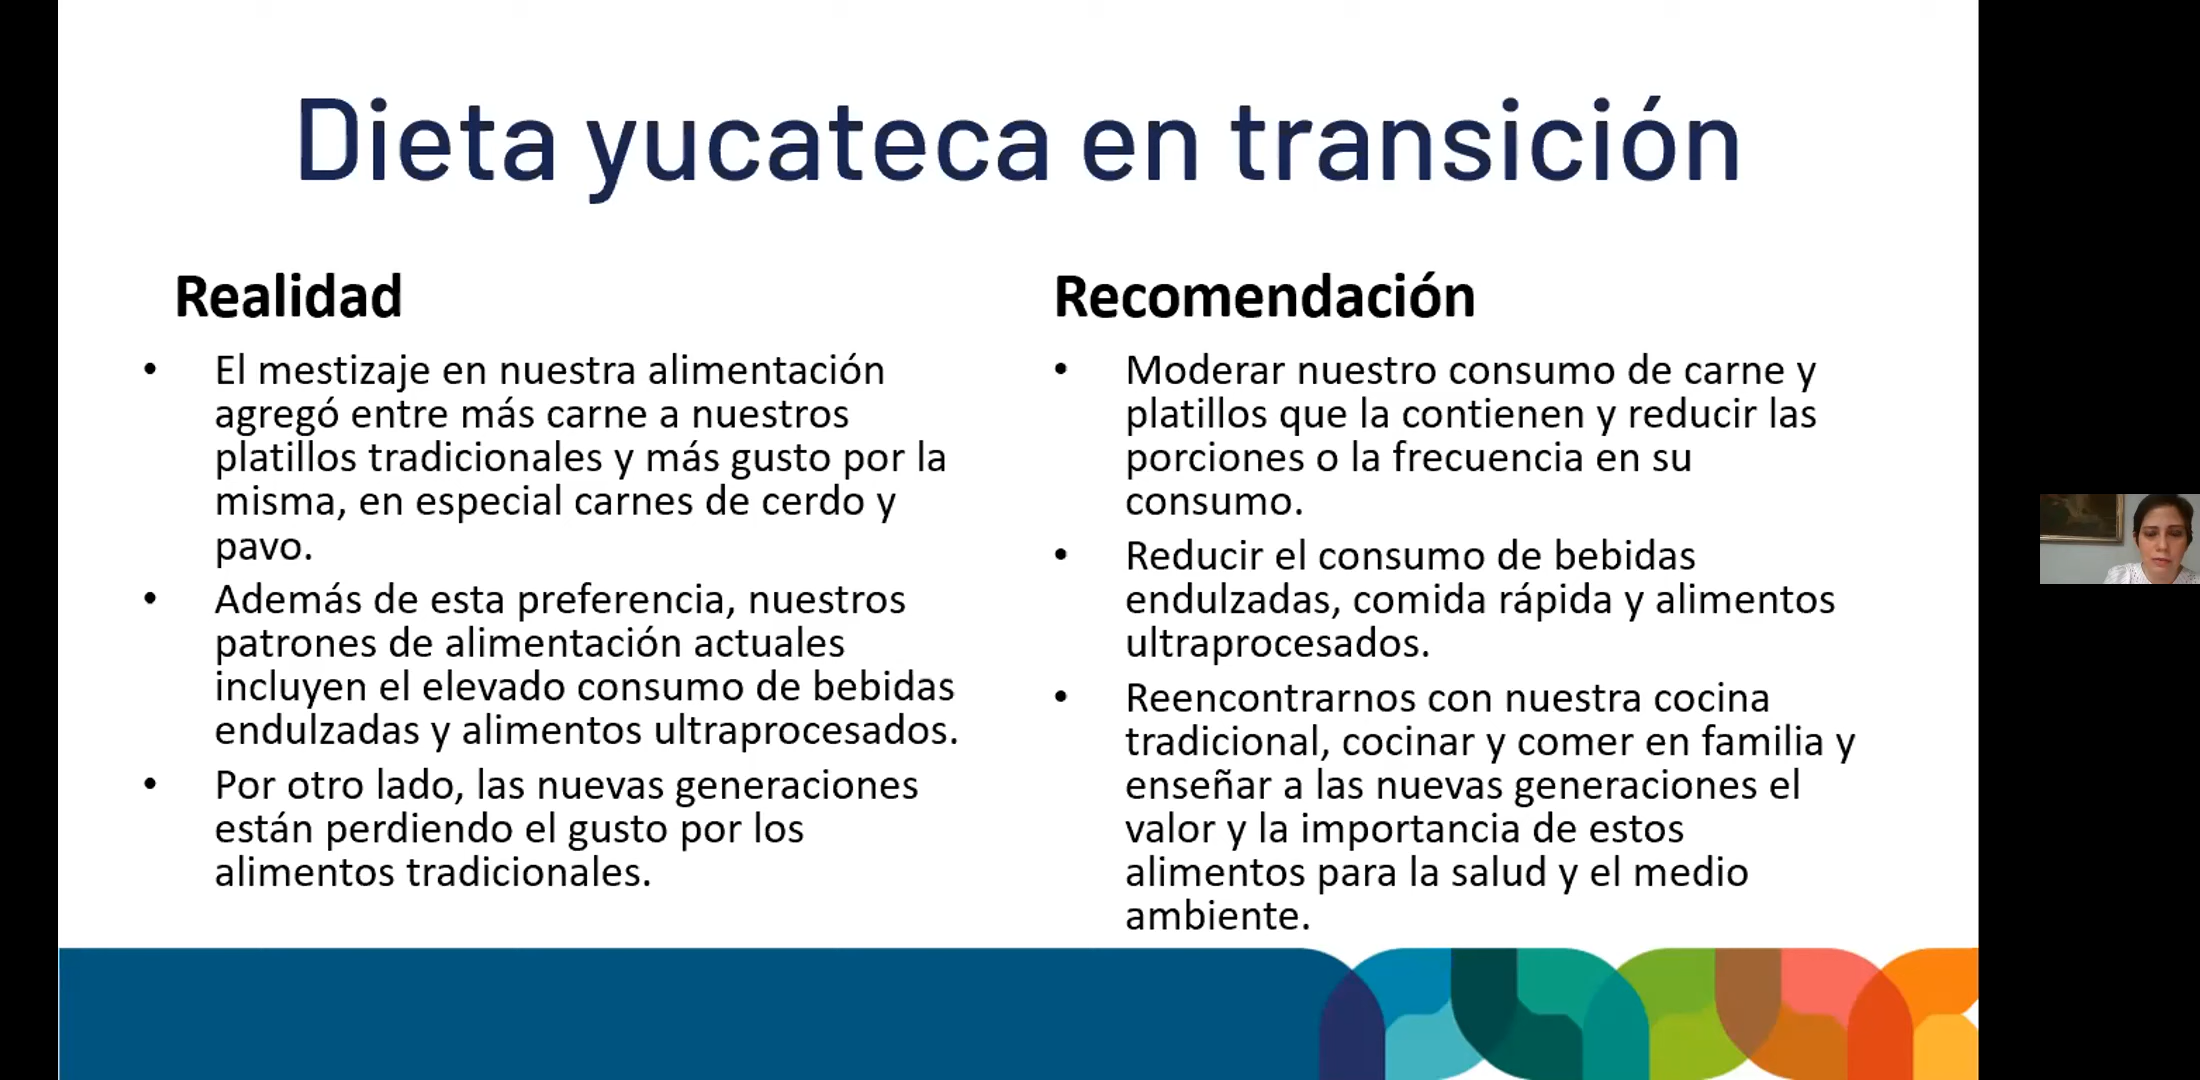 Dieta yucateca en transición
Realidad
• El mestizaje en nuestra alimentación
agregó entre más carne a nuestros
platillos tradicionales y más gusto por la
misma, en especial carnes de cerdo y
pavo.
• Además de esta preferencia, nuestros
patrones de alimentación actuales
incluyen el elevado consumo de bebidas
endulzadas y alimentos ultraprocesados.
• Por otro lado, las nuevas generaciones
están perdiendo el gusto por los
alimentos tradicionales.
Recomendación
• Moderar nuestro consumo de carne y
platillos que la contienen y reducir las
porciones o la frecuencia en su
consumo.
• Reducir el consumo de bebidas
endulzadas, comida rápida y alimentos
ultraprocesados.
• Reencontrarnos con nuestra cocina
tradicional, cocinar y comer en familia y
enseñar a las nuevas generaciones el
valor y la importancia de estos
alimentos para la salud y el medio
ambiente.